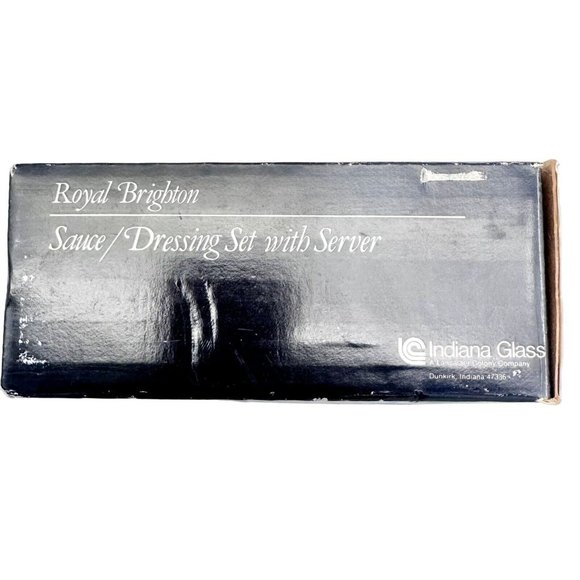 Royal Brighton
Sauce/Dressing Set with Server
Indiana Glass
A Lancaster Colony Company
Dunkirk, Indiana 47336